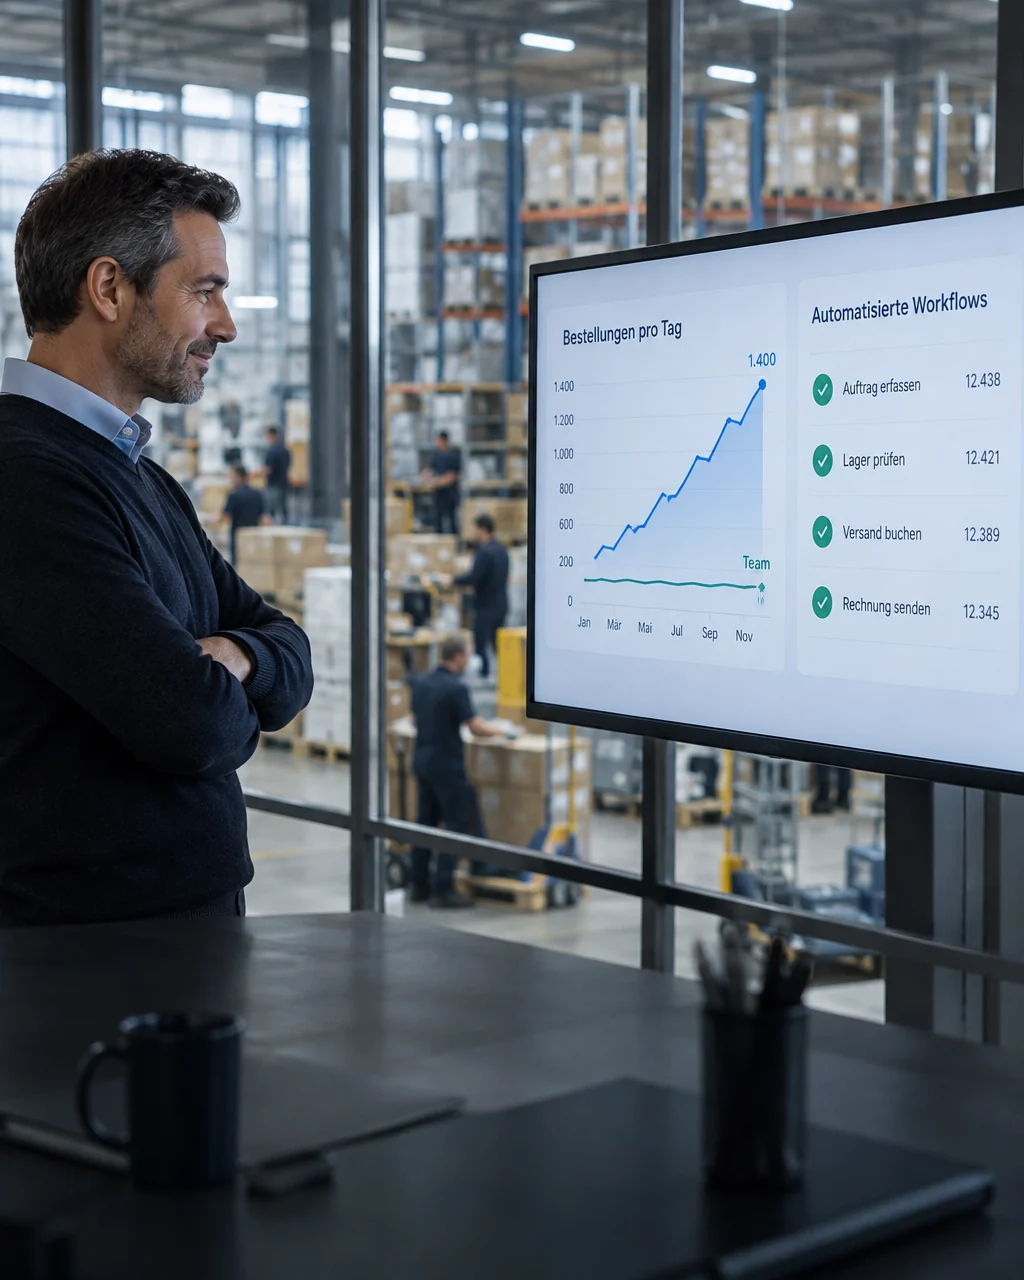 Bestellungen pro Tag
1.400
1.400
1.200
1.000
800
600
200
0
Team
Jan
Mär
Mai
Jul
Sep
Nov
Automatisierte Workflows
Auftrag erfassen
12.438
Lager prüfen
12.421
Versand buchen
12.389
Rechnung senden
12.345